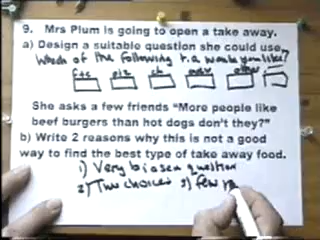 9. Mrs Plum is going to open a take away.
a) Design a suitable question she could use.
Which of the following t.a would you like?
f+c piz ch other
She asks a few friends “More people like
beef burgers than hot dogs don’t they?”
b) Write 2 reasons why this is not a good
way to find the best type of take away food.
1) Very biased question
2) Two choices 3) few